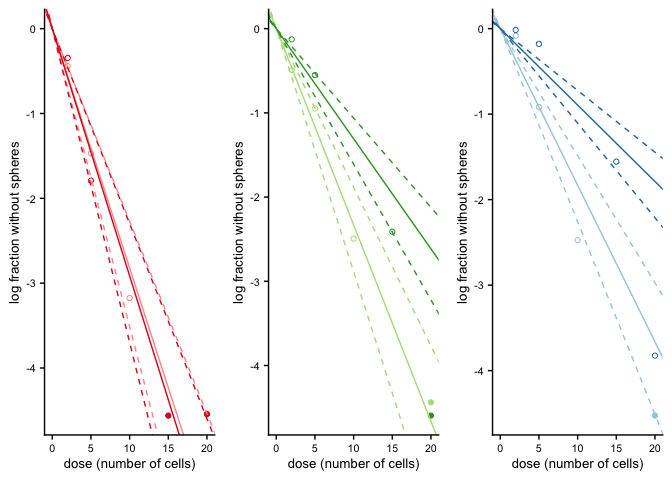 0
-1
-2
-3
-4
log fraction without spheres
0 5 10 15 20
dose (number of cells)
0
-1
-2
-3
-4
log fraction without spheres
0 5 10 15 20
dose (number of cells)
0
-1
-2
-3
-4
log fraction without spheres
0 5 10 15 20
dose (number of cells)